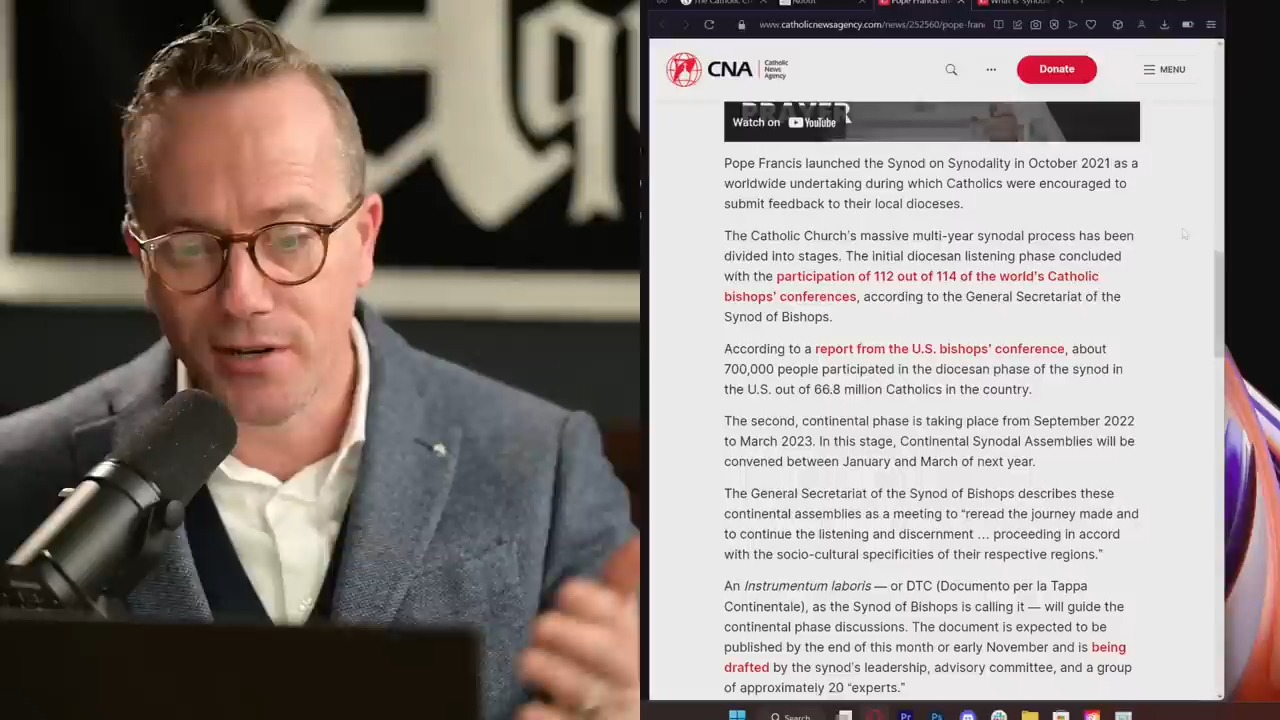 Aqu
www.catholicnewsagency.com/news/252560/pope-fran
CNA
Catholic
News
Agency
Donate
MENU
PRAYER
Watch on YouTube
Pope Francis launched the Synod on Synodality in October 2021 as a
worldwide undertaking during which Catholics were encouraged to
submit feedback to their local dioceses.
The Catholic Church's massive multi-year synodal process has been
divided into stages. The initial diocesan listening phase concluded
with the participation of 112 out of 114 of the world's Catholic
bishops' conferences, according to the General Secretariat of the
Synod of Bishops.
According to a report from the U.S. bishops' conference, about
700,000 people participated in the diocesan phase of the synod in
the U.S. out of 66.8 million Catholics in the country.
The second, continental phase is taking place from September 2022
to March 2023. In this stage, Continental Synodal Assemblies will be
convened between January and March of next year.
The General Secretariat of the Synod of Bishops describes these
continental assemblies as a meeting to “reread the journey made and
to continue the listening and discernment ... proceeding in accord
with the socio-cultural specificities of their respective regions.”
An Instrumentum laboris — or DTC (Documento per la Tappa
Continentale), as the Synod of Bishops is calling it — will guide the
continental phase discussions. The document is expected to be
published by the end of this month or early November and is being
drafted by the synod's leadership, advisory committee, and a group
of approximately 20 “experts.”
Search